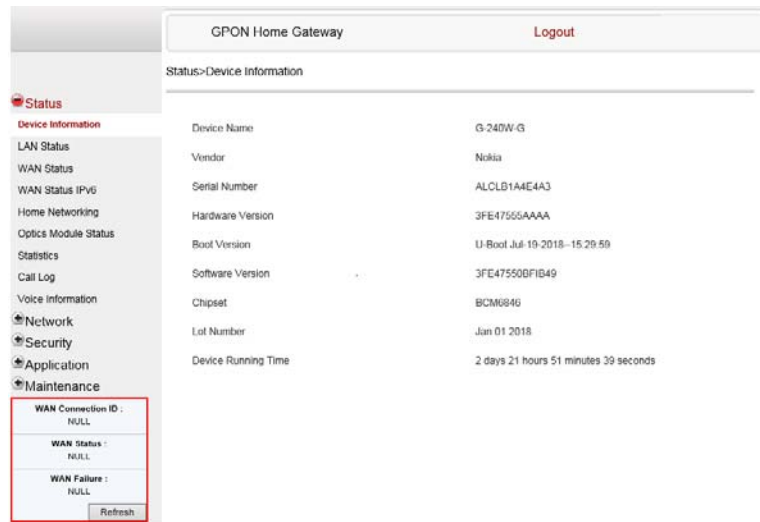 GPON Home Gateway
Logout
Status>Device Information
Status
Device Information
LAN Status
WAN Status
WAN Status IPv6
Home Networking
Optics Module Status
Statistics
Call Log
Voice Information
Network
Security
Application
Maintenance
WAN Connection ID :
NULL
WAN Status :
NULL
WAN Failure :
NULL
Refresh
Device Name G-240W-G
Vendor Nokia
Serial Number ALCLB1A4E4A3
Hardware Version 3FE47555AAAA
Boot Version U-Boot Jul-19-2018--15:29:59
Software Version 3FE47550BFIB49
Chipset BCM6846
Lot Number Jan 01 2018
Device Running Time 2 days 21 hours 51 minutes 39 seconds